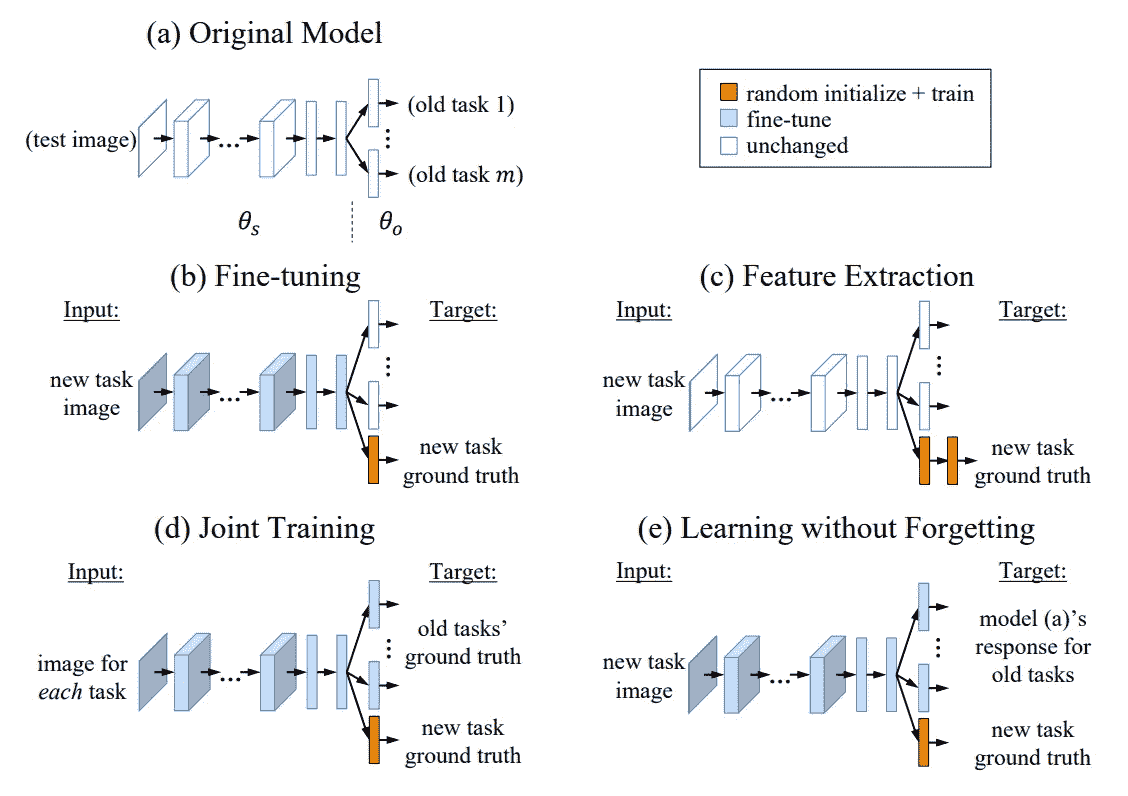 (a) Original Model
(test image)
...
(old task 1)
⋮
(old task m)
θs
θo
random initialize + train
fine-tune
unchanged
(b) Fine-tuning
Input:
Target:
new task
image
...
⋮
new task
ground truth
(c) Feature Extraction
Input:
Target:
new task
image
...
⋮
new task
ground truth
(d) Joint Training
Input:
Target:
image for
each task
...
old tasks'
⋮
ground truth
new task
ground truth
(e) Learning without Forgetting
Input:
Target:
new task
image
...
⋮
model (a)'s
response for
old tasks
new task
ground truth